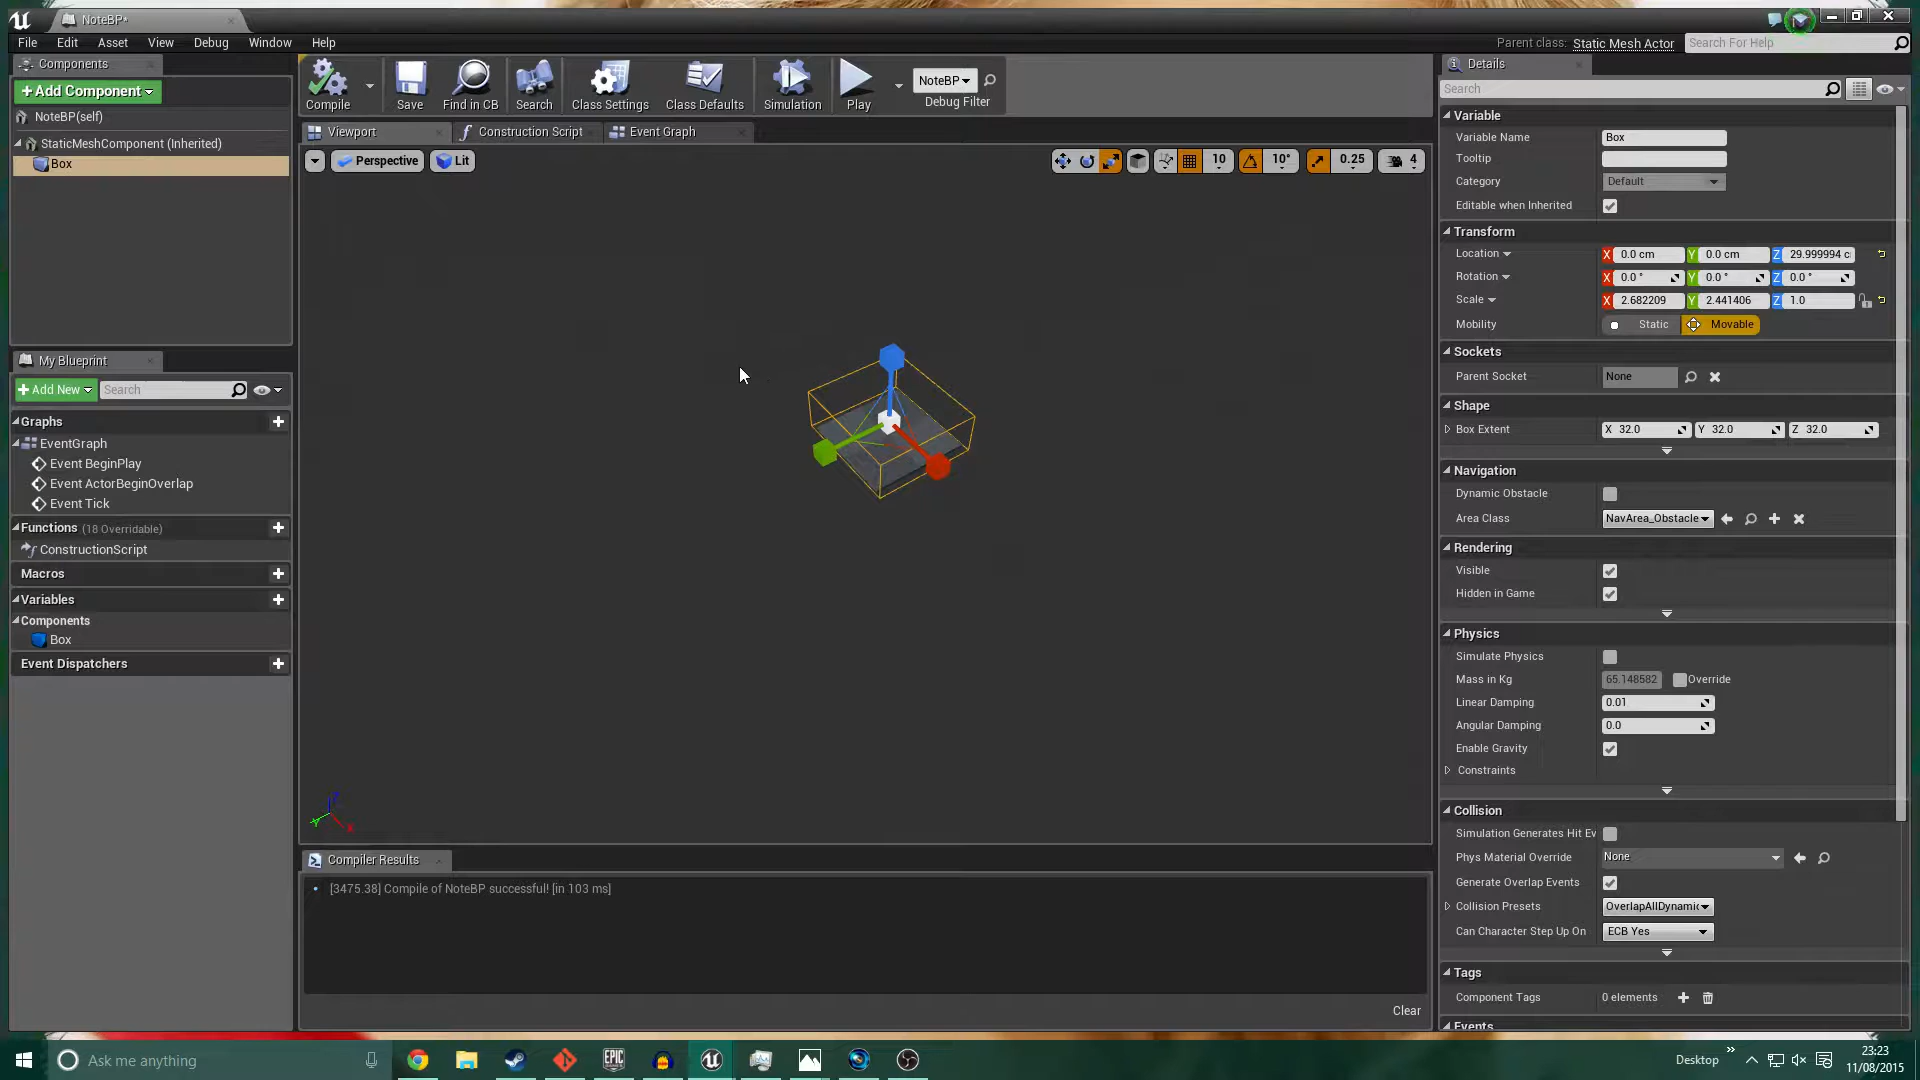 NoteBP*
File Edit Asset View Debug Window Help
Parent class: Static Mesh Actor Search For Help
Components
+Add Component
NoteBP(self)
StaticMeshComponent (Inherited)
Box
Compile Save Find in CB Search Class Settings Class Defaults Simulation Play
NoteBP
Debug Filter
Viewport Construction Script Event Graph
Perspective Lit
10 10° 0.25 4
My Blueprint
+Add New Search
Graphs
EventGraph
Event BeginPlay
Event ActorBeginOverlap
Event Tick
Functions (18 Overridable)
ConstructionScript
Macros
Variables
Components
Box
Event Dispatchers
Z
Y X
Compiler Results
[3475.38] Compile of NoteBP successful! [in 103 ms]
Clear
Details
Search
Variable
Variable Name Box
Tooltip
Category Default
Editable when Inherited
Transform
Location X 0.0 cm Y 0.0 cm Z 29.999994 c
Rotation X 0.0 ° Y 0.0 ° Z 0.0 °
Scale X 2.682209 Y 2.441406 Z 1.0
Mobility Static Movable
Sockets
Parent Socket None
Shape
Box Extent X 32.0 Y 32.0 Z 32.0
Navigation
Dynamic Obstacle
Area Class NavArea_Obstacle
Rendering
Visible
Hidden in Game
Physics
Simulate Physics
Mass in Kg 65.148582 Override
Linear Damping 0.01
Angular Damping 0.0
Enable Gravity
Constraints
Collision
Simulation Generates Hit Ev
Phys Material Override None
Generate Overlap Events
Collision Presets OverlapAllDynamic
Can Character Step Up On ECB Yes
Tags
Component Tags 0 elements
Events
Ask me anything
EPIC
Desktop
23:23
11/08/2015